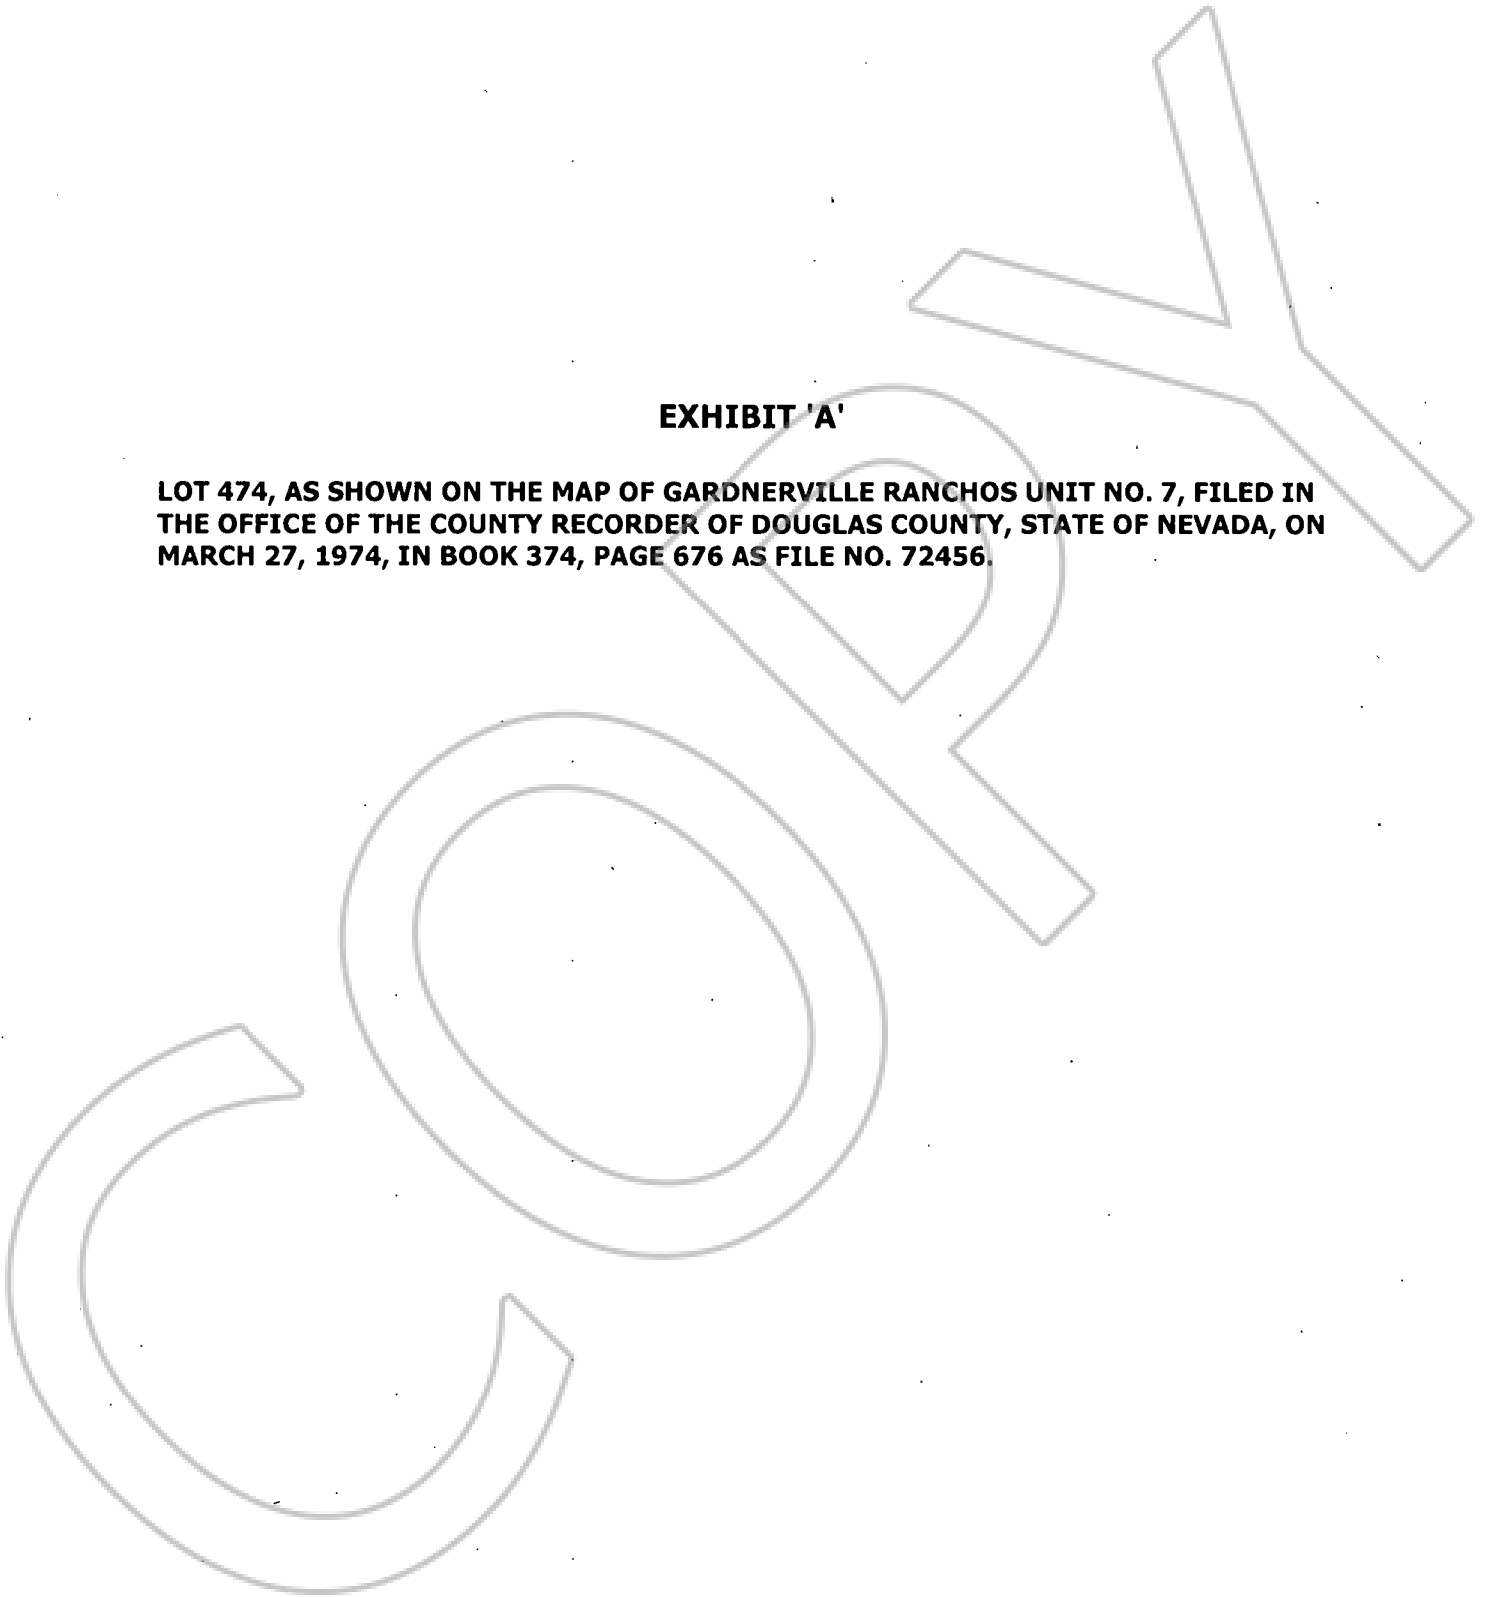 EXHIBIT 'A'
LOT 474, AS SHOWN ON THE MAP OF GARDNERVILLE RANCHOS UNIT NO. 7, FILED IN
THE OFFICE OF THE COUNTY RECORDER OF DOUGLAS COUNTY, STATE OF NEVADA, ON
MARCH 27, 1974, IN BOOK 374, PAGE 676 AS FILE NO. 72456.
COPY